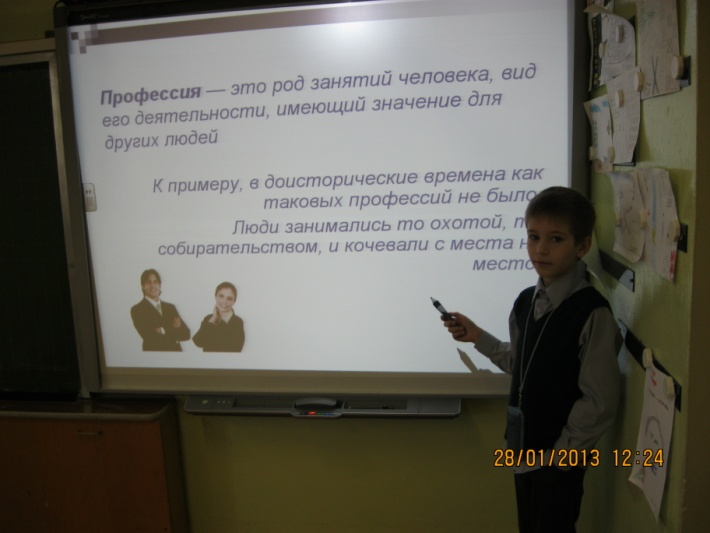 Профессия — это род занятий человека, вид
его деятельности, имеющий значение для
других людей
К примеру, в доисторические времена как
таковых профессий не было
Люди занимались то охотой,
собирательством, и кочевали с места
место
28/01/2013 12:24